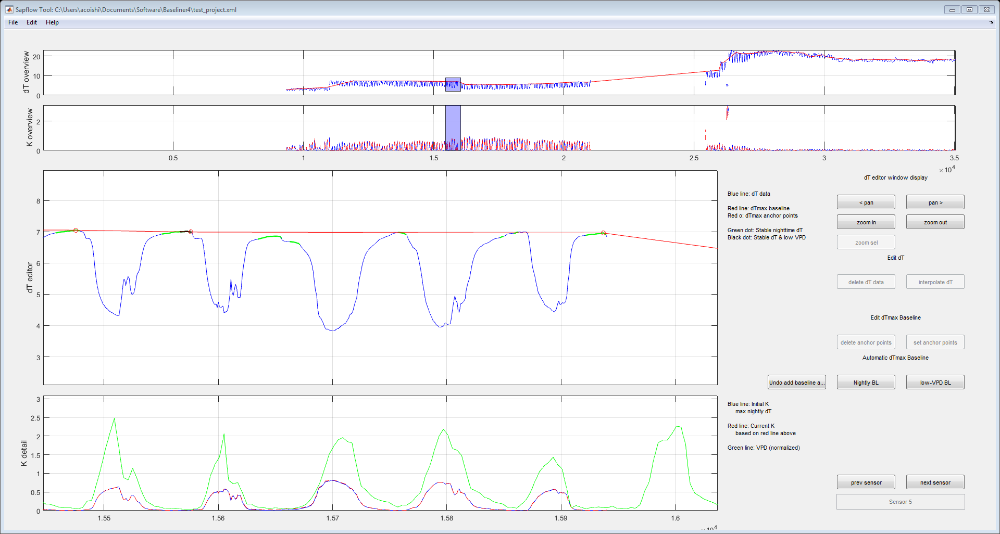 Sapflow Tool: C:\Users\acoishi\Documents\Software\Baseliner4\test_project.xml
File Edit Help
dT overview
20
10
0
K overview
2
0
0.5 1 1.5 2 2.5 3 3.5
×10^4
dT editor
8
7
6
5
4
3
dT editor window display
Blue line: dT data
< pan pan >
Red line: dTmax baseline
Red o: dTmax anchor points
zoom in zoom out
Green dot: Stable nighttime dT
Black dot: Stable dT & low VPD
zoom sel
Edit dT
delete dT data interpolate dT
Edit dTmax Baseline
delete anchor points set anchor points
Automatic dTmax Baseline
Undo add baseline a... Nightly BL low-VPD BL
K detail
3
2.5
2
1.5
1
0.5
0
1.55 1.56 1.57 1.58 1.59 1.6
×10^4
Blue line: Initial K
max nightly dT
Red line: Current K
based on red line above
Green line: VPD (normalized)
prev sensor next sensor
Sensor 5